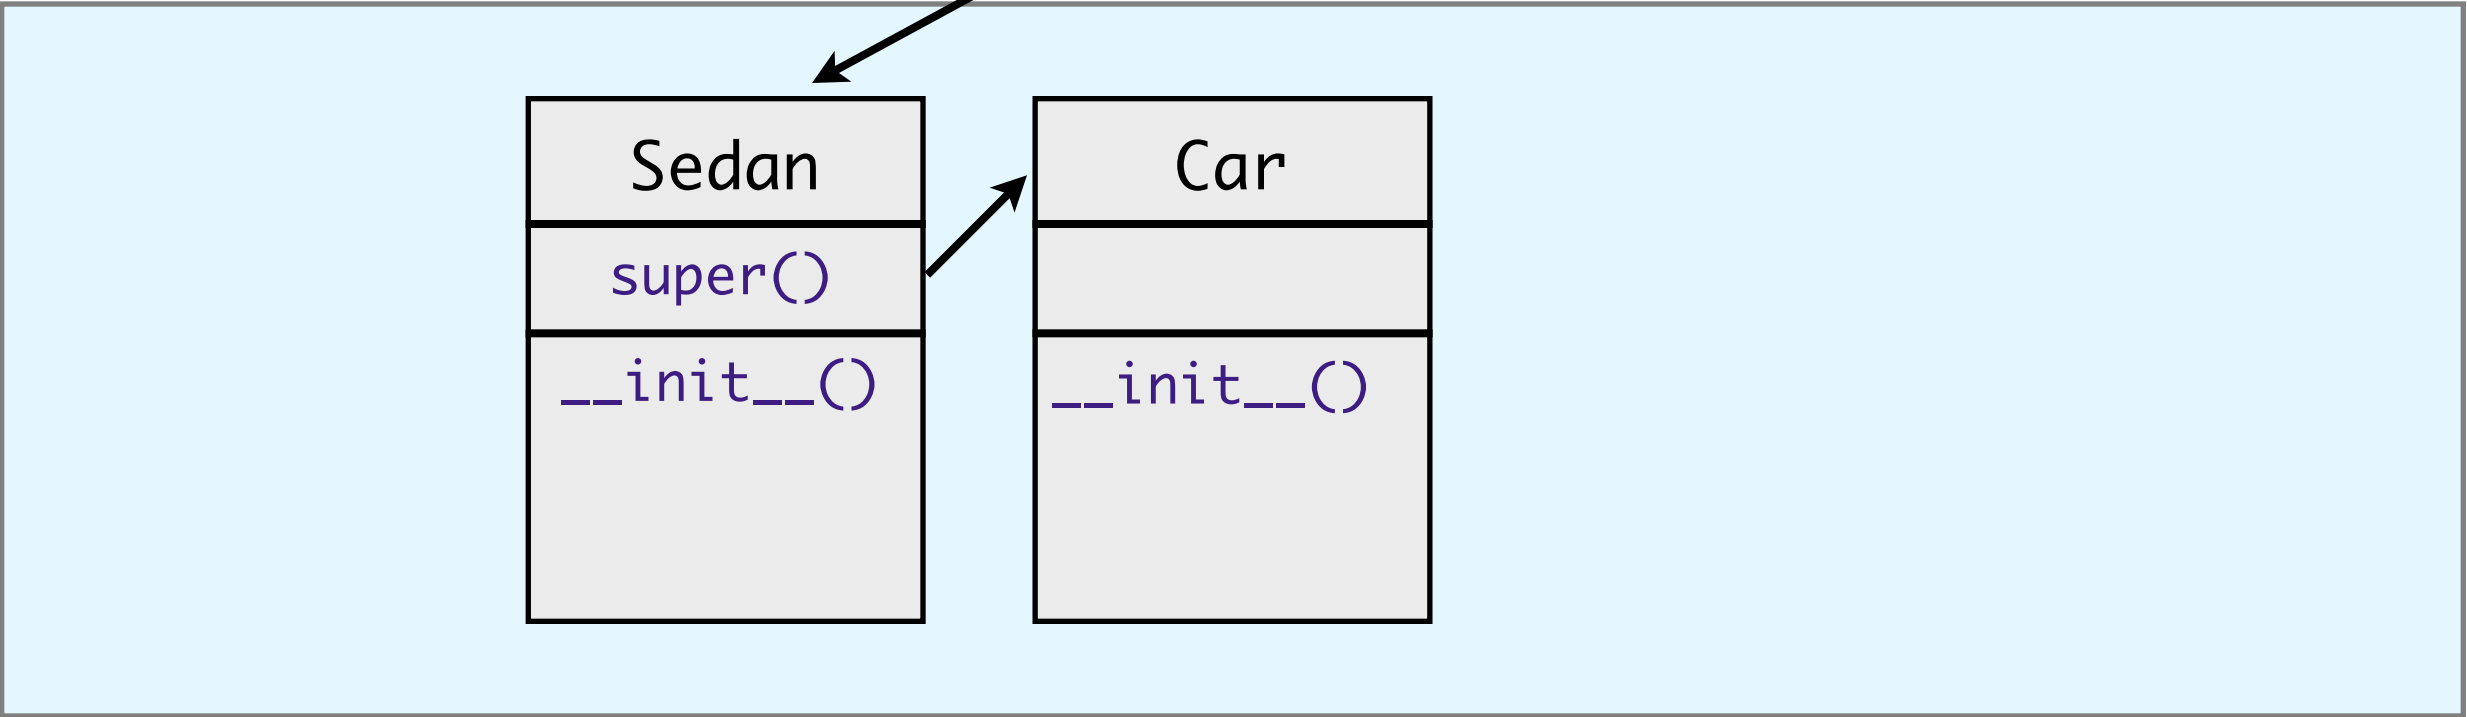 Sedan
super()
__init__()
Car
__init__()